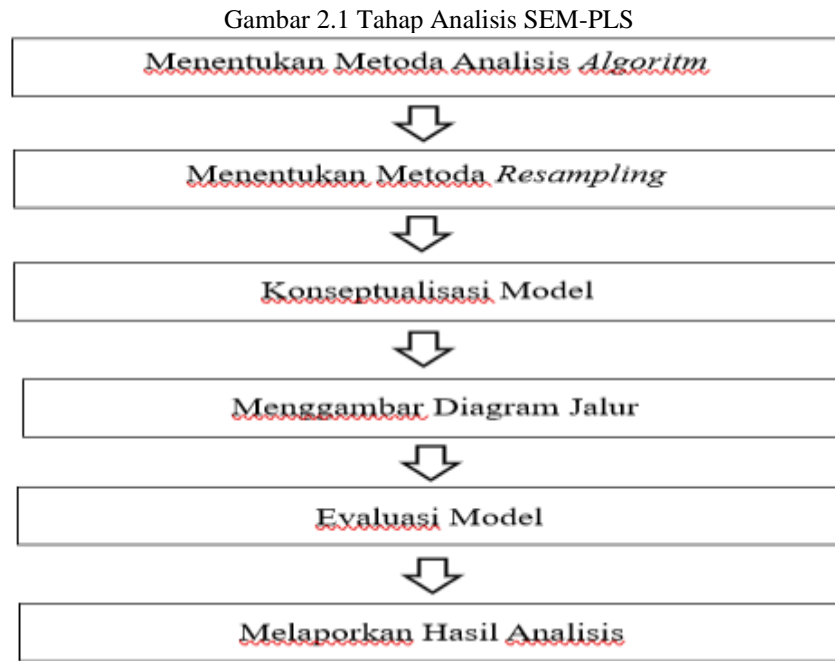 Gambar 2.1 Tahap Analisis SEM-PLS
Menentukan Metoda Analisis Algoritm
Menentukan Metoda Resampling
Konseptualisasi Model
Menggambar Diagram Jalur
Evaluasi Model
Melaporkan Hasil Analisis